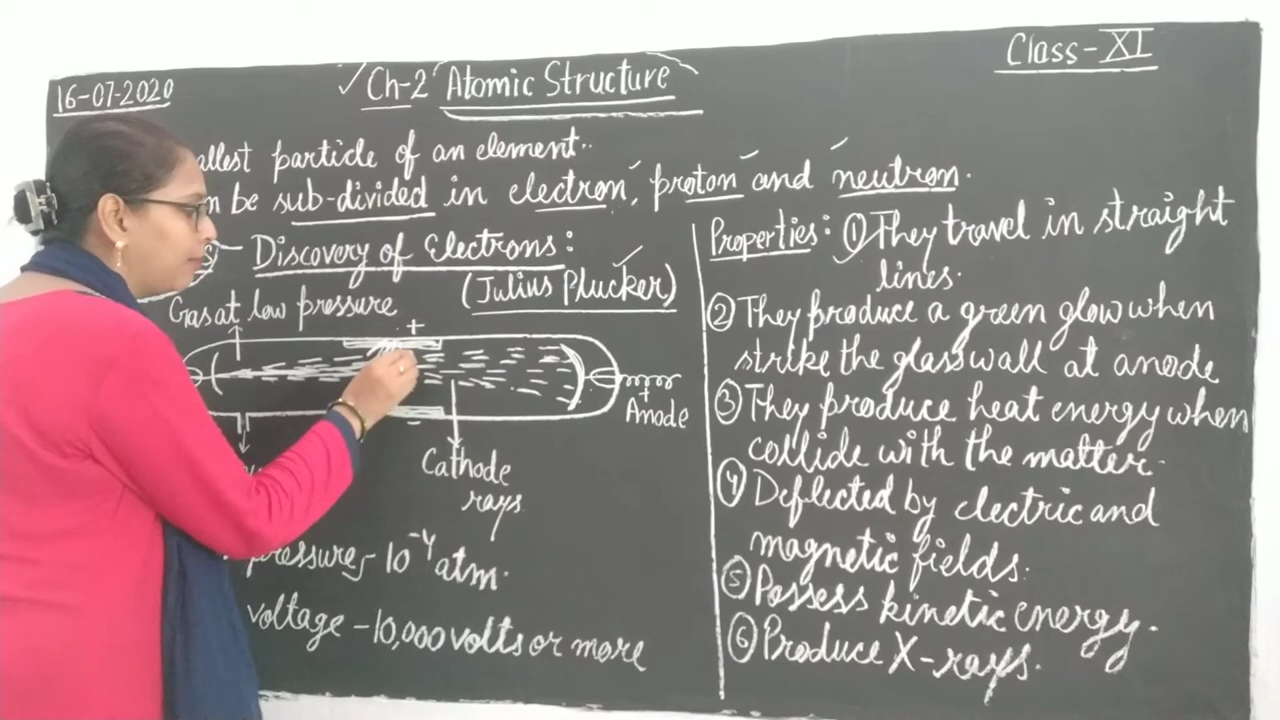 16-07-2020
Ch-2 Atomic Structure
Class-XI
allest particle of an element..
n be sub-divided in electron, proton and neutron.
Discovery of Electrons:
(Julius Plucker)
Gas at low pressure
+
-
+
Anode
Cathode
rays
pressure - 10⁻⁴ atm.
voltage - 10,000 volts or more
Properties: ① They travel in straight
lines.
② They produce a green glow when
strike the glass wall at anode
③ They produce heat energy when
collide with the matter.
④ Deflected by electric and
magnetic fields.
⑤ Possess kinetic energy.
⑥ Produce X-rays.